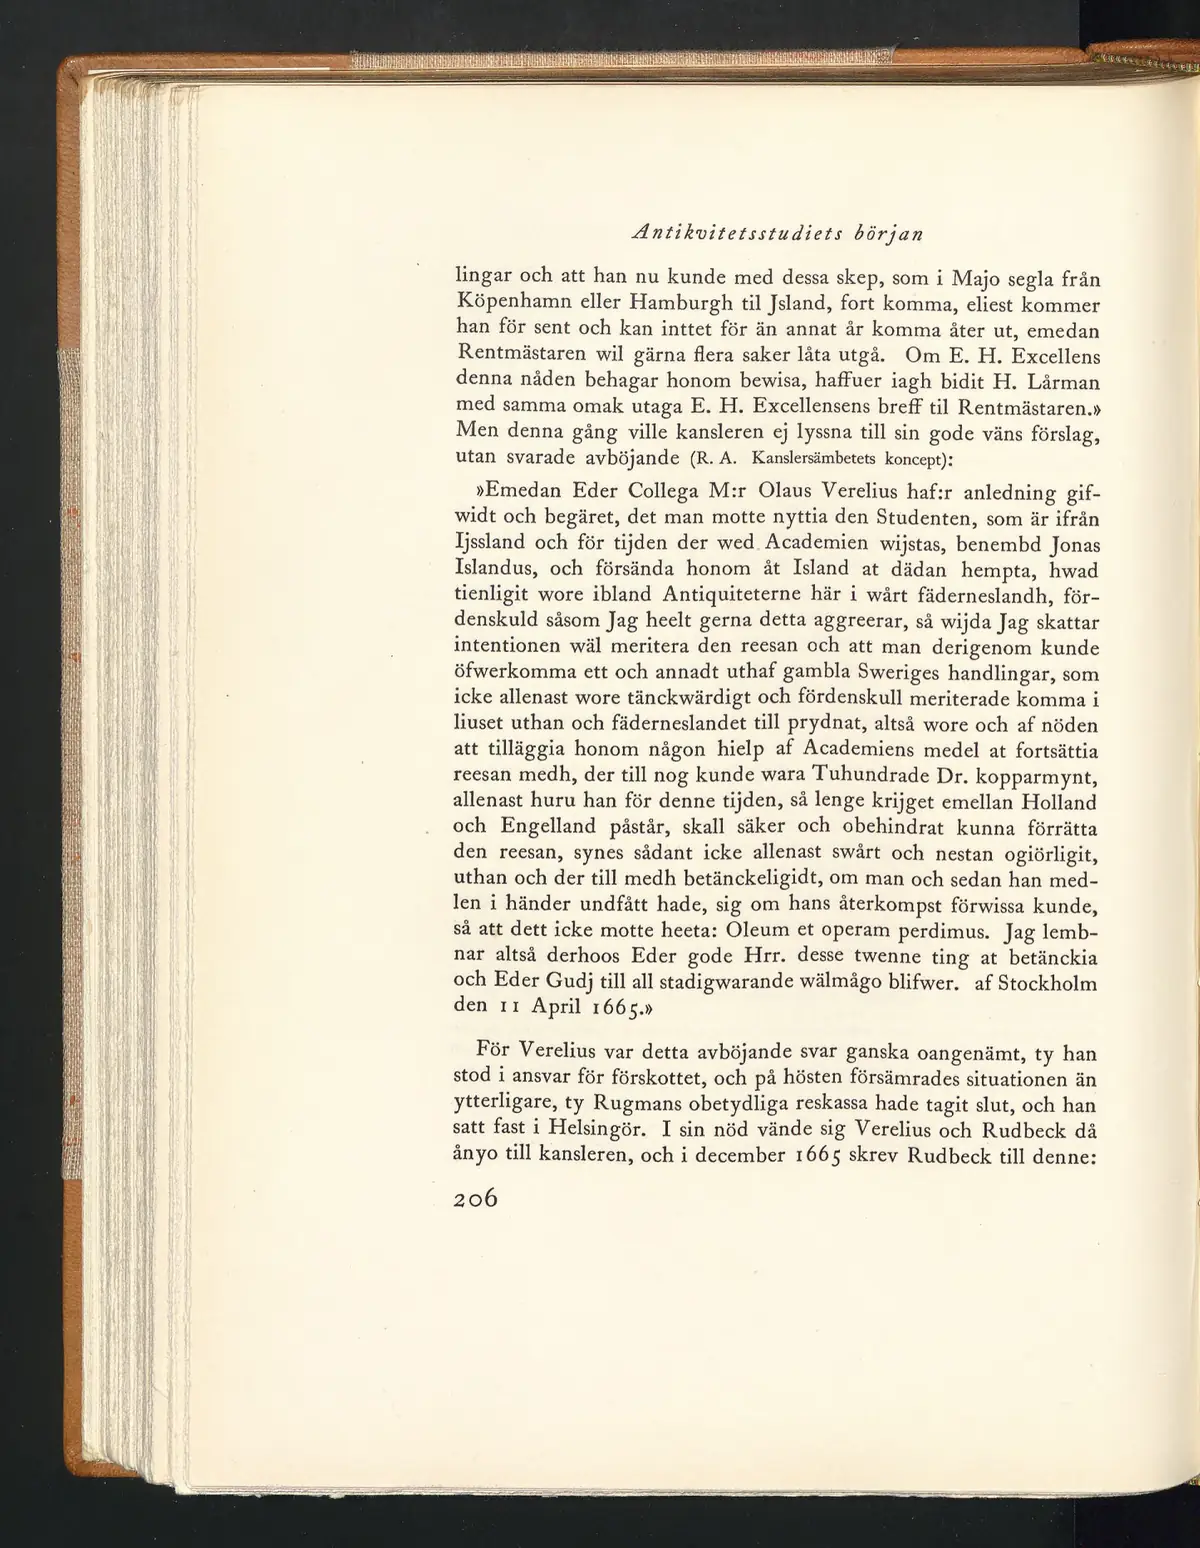 Antikvitetsstudiets början
lingar och att han nu kunde med dessa skep, som i Majo segla från
Köpenhamn eller Hamburgh til Jsland, fort komma, eliest kommer
han för sent och kan inttet för än annat år komma åter ut, emedan
Rentmästaren wil gärna flera saker låta utgå. Om E. H. Excellens
denna nåden behagar honom bewisa, haffuer iagh bidit H. Lårman
med samma omak utaga E. H. Excellensens breff til Rentmästaren.»
Men denna gång ville kansleren ej lyssna till sin gode väns förslag,
utan svarade avböjande (R. A. Kanslersämbetets koncept):
»Emedan Eder Collega M:r Olaus Verelius haf:r anledning gif-
widt och begäret, det man motte nyttia den Studenten, som är ifrån
Ijssland och för tijden der wed Academien wijstas, benembd Jonas
Islandus, och försända honom åt Island at dädan hempta, hwad
tienligit wore ibland Antiquiteterne här i wårt fäderneslandh, för-
denskuld såsom Jag heelt gerna detta aggreerar, så wijda Jag skattar
intentionen wäl meritera den reesan och att man derigenom kunde
öfwerkomma ett och annadt uthaf gambla Sweriges handlingar, som
icke allenast wore tänckwärdigt och fördenskull meriterade komma i
liuset uthan och fäderneslandet till prydnat, altså wore och af nöden
att tilläggia honom någon hielp af Academiens medel at fortsättia
reesan medh, der till nog kunde wara Tuhundrade Dr. kopparmynt,
allenast huru han för denne tijden, så lenge krijget emellan Holland
och Engelland påstår, skall säker och obehindrat kunna förrätta
den reesan, synes sådant icke allenast swårt och nestan ogiörligit,
uthan och der till medh betänckeligidt, om man och sedan han med-
len i händer undfått hade, sig om hans återkompst förwissa kunde,
så att dett icke motte heeta: Oleum et operam perdimus. Jag lemb-
nar altså derhoos Eder gode Hrr. desse twenne ting at betänckia
och Eder Gudj till all stadigwarande wälmågo blifwer. af Stockholm
den 11 April 1665.»
För Verelius var detta avböjande svar ganska oangenämt, ty han
stod i ansvar för förskottet, och på hösten försämrades situationen än
ytterligare, ty Rugmans obetydliga reskassa hade tagit slut, och han
satt fast i Helsingör. I sin nöd vände sig Verelius och Rudbeck då
ånyo till kansleren, och i december 1665 skrev Rudbeck till denne:
206